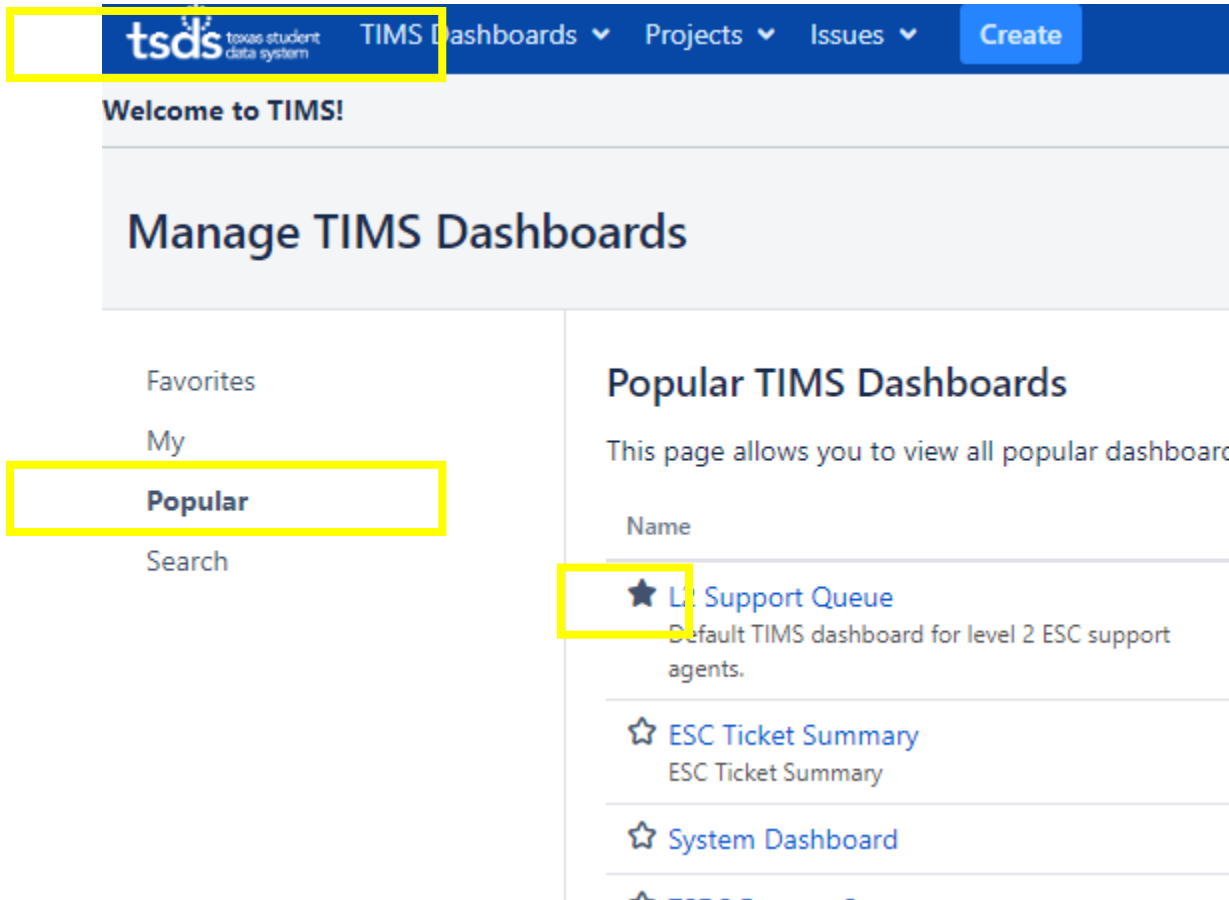 tsds texas student data system TIMS Dashboards Projects Issues Create
Welcome to TIMS!
Manage TIMS Dashboards
Favorites
My
Popular
Search
Popular TIMS Dashboards
This page allows you to view all popular dashboard
Name
L2 Support Queue
Default TIMS dashboard for level 2 ESC support
agents.
ESC Ticket Summary
ESC Ticket Summary
System Dashboard